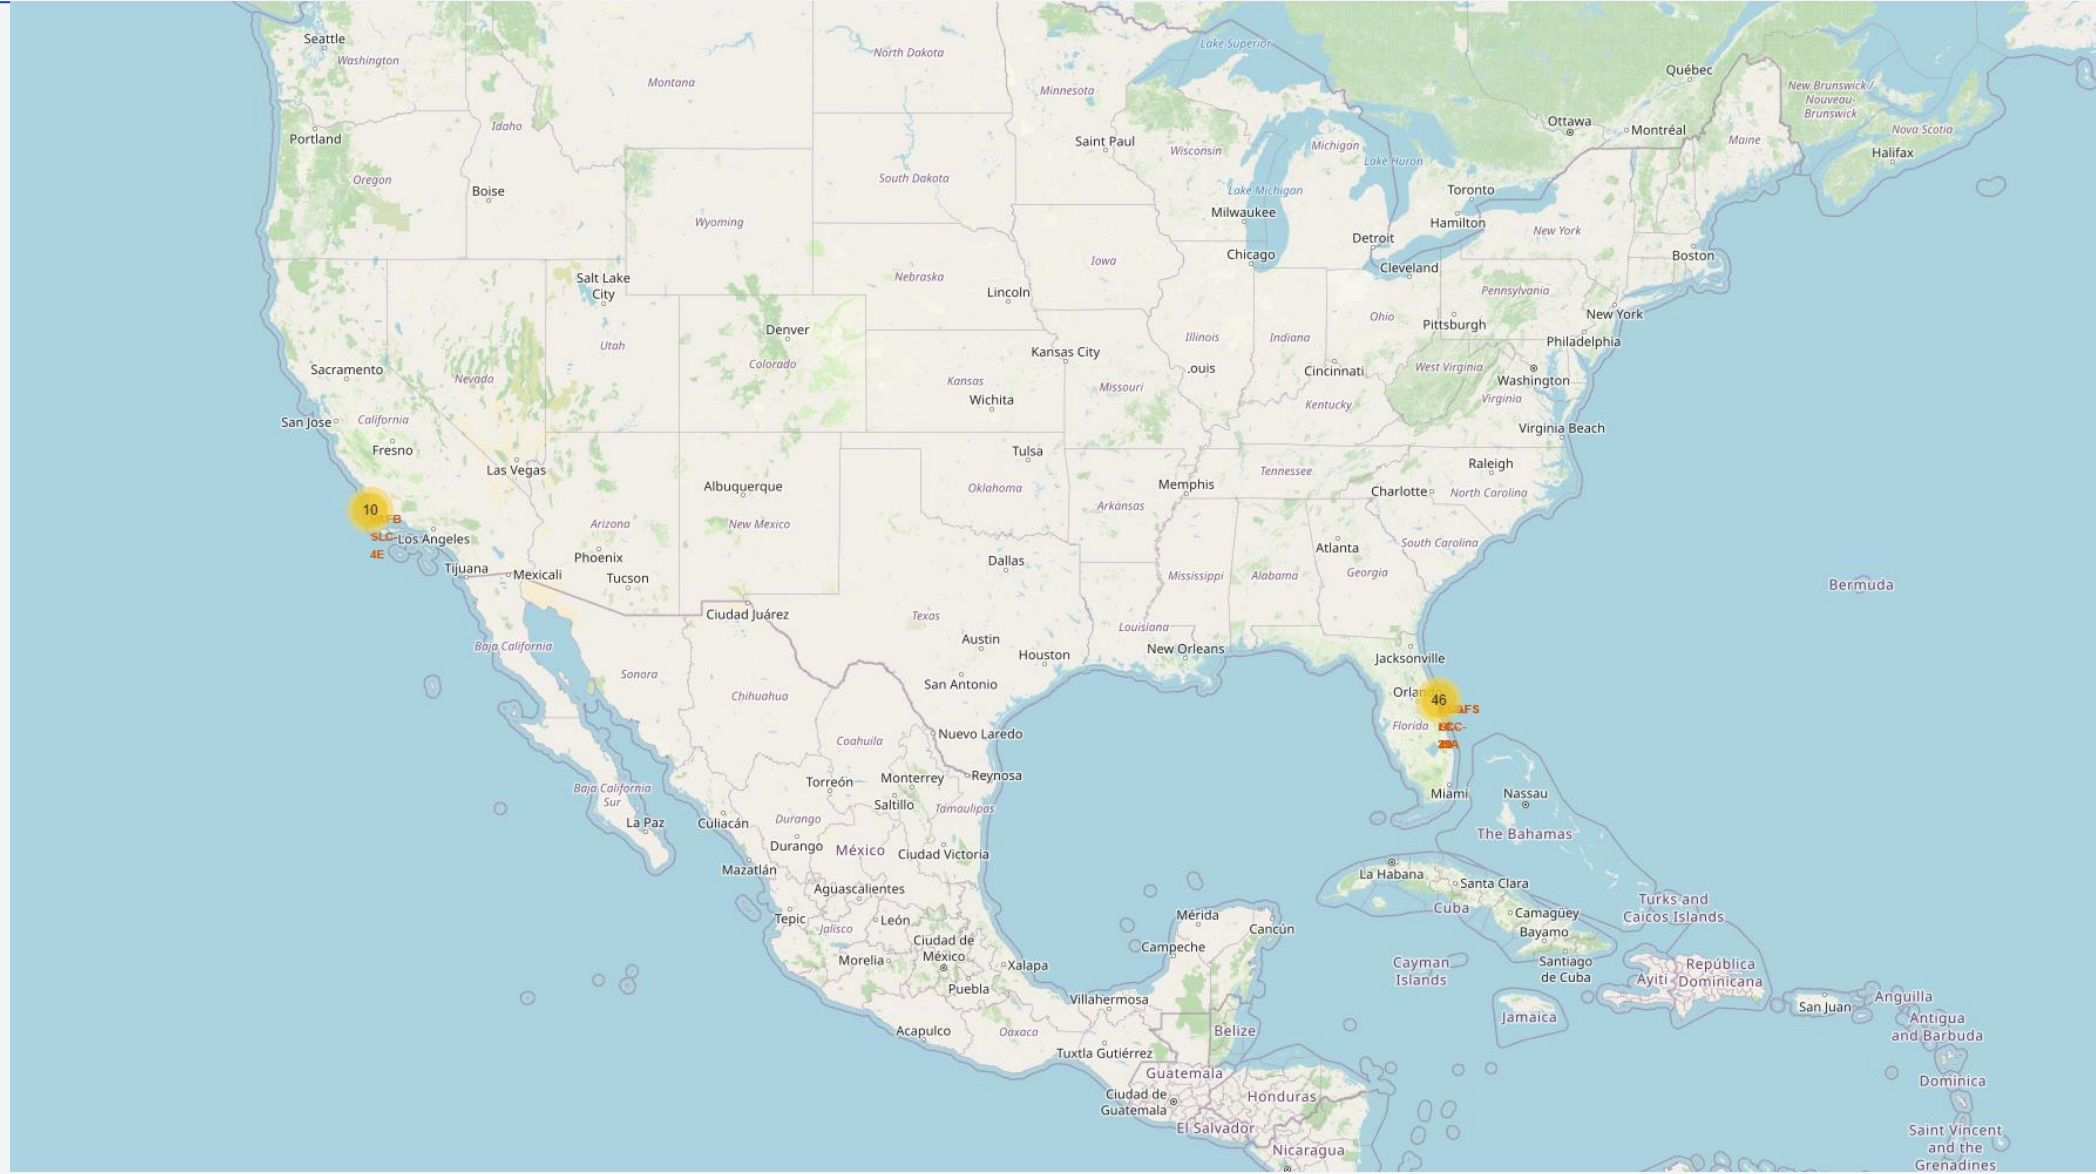 Seattle
Washington
Montana
North Dakota
Minnesota
Lake Superior
Québec
New Brunswick /
Nouveau-
Brunswick
Nova Scotia
Halifax
Maine
Ottawa
Montréal
Portland
Idaho
Saint Paul
Wisconsin
Michigan
Lake Huron
Oregon
Boise
South Dakota
Lake Michigan
Toronto
Wyoming
Milwaukee
Hamilton
New York
Detroit
Chicago
Cleveland
Boston
Salt Lake
City
Nebraska
Iowa
Lincoln
Pennsylvania
New York
Denver
Utah
Colorado
Illinois
Indiana
Ohio
Pittsburgh
Philadelphia
Sacramento
Nevada
Kansas City
Kansas
Missouri
.ouis
Cincinnati
West Virginia
Washington
Wichita
Kentucky
Virginia
San Jose
California
Fresno
Virginia Beach
Las Vegas
Tulsa
Tennessee
Raleigh
Albuquerque
Oklahoma
Memphis
Charlotte
North Carolina
10
SLC-
4E
Los Angeles
Arizona
New Mexico
Arkansas
Phoenix
Dallas
Atlanta
South Carolina
Tijuana
Mexicali
Tucson
Mississippi
Alabama
Georgia
Bermuda
Ciudad Juárez
Texas
Louisiana
Baja California
Austin
Houston
New Orleans
Jacksonville
Sonora
Chihuahua
San Antonio
46
Florida
Coahuila
Nuevo Laredo
Torreón
Monterrey
Reynosa
Baja California
Sur
Saltillo
Tamaulipas
Miami
Nassau
La Paz
Culiacán
Durango
The Bahamas
Durango
México
Ciudad Victoria
Mazatlán
La Habana
Santa Clara
Aguascalientes
Cuba
Turks and
Caicos Islands
Tepic
León
Mérida
Cancún
Camagüey
Bayamo
Jalisco
Ciudad de
México
Campeche
Morelia
Xalapa
Cayman
Islands
Santiago
de Cuba
República
Dominicana
Ayiti
Puebla
Villahermosa
San Juan
Anguilla
Acapulco
Oaxaca
Belize
Jamaica
Antigua
and Barbuda
Tuxtla Gutiérrez
Guatemala
Dominica
Ciudad de
Guatemala
Honduras
El Salvador
Nicaragua
Saint Vincent
and the
Grenadines